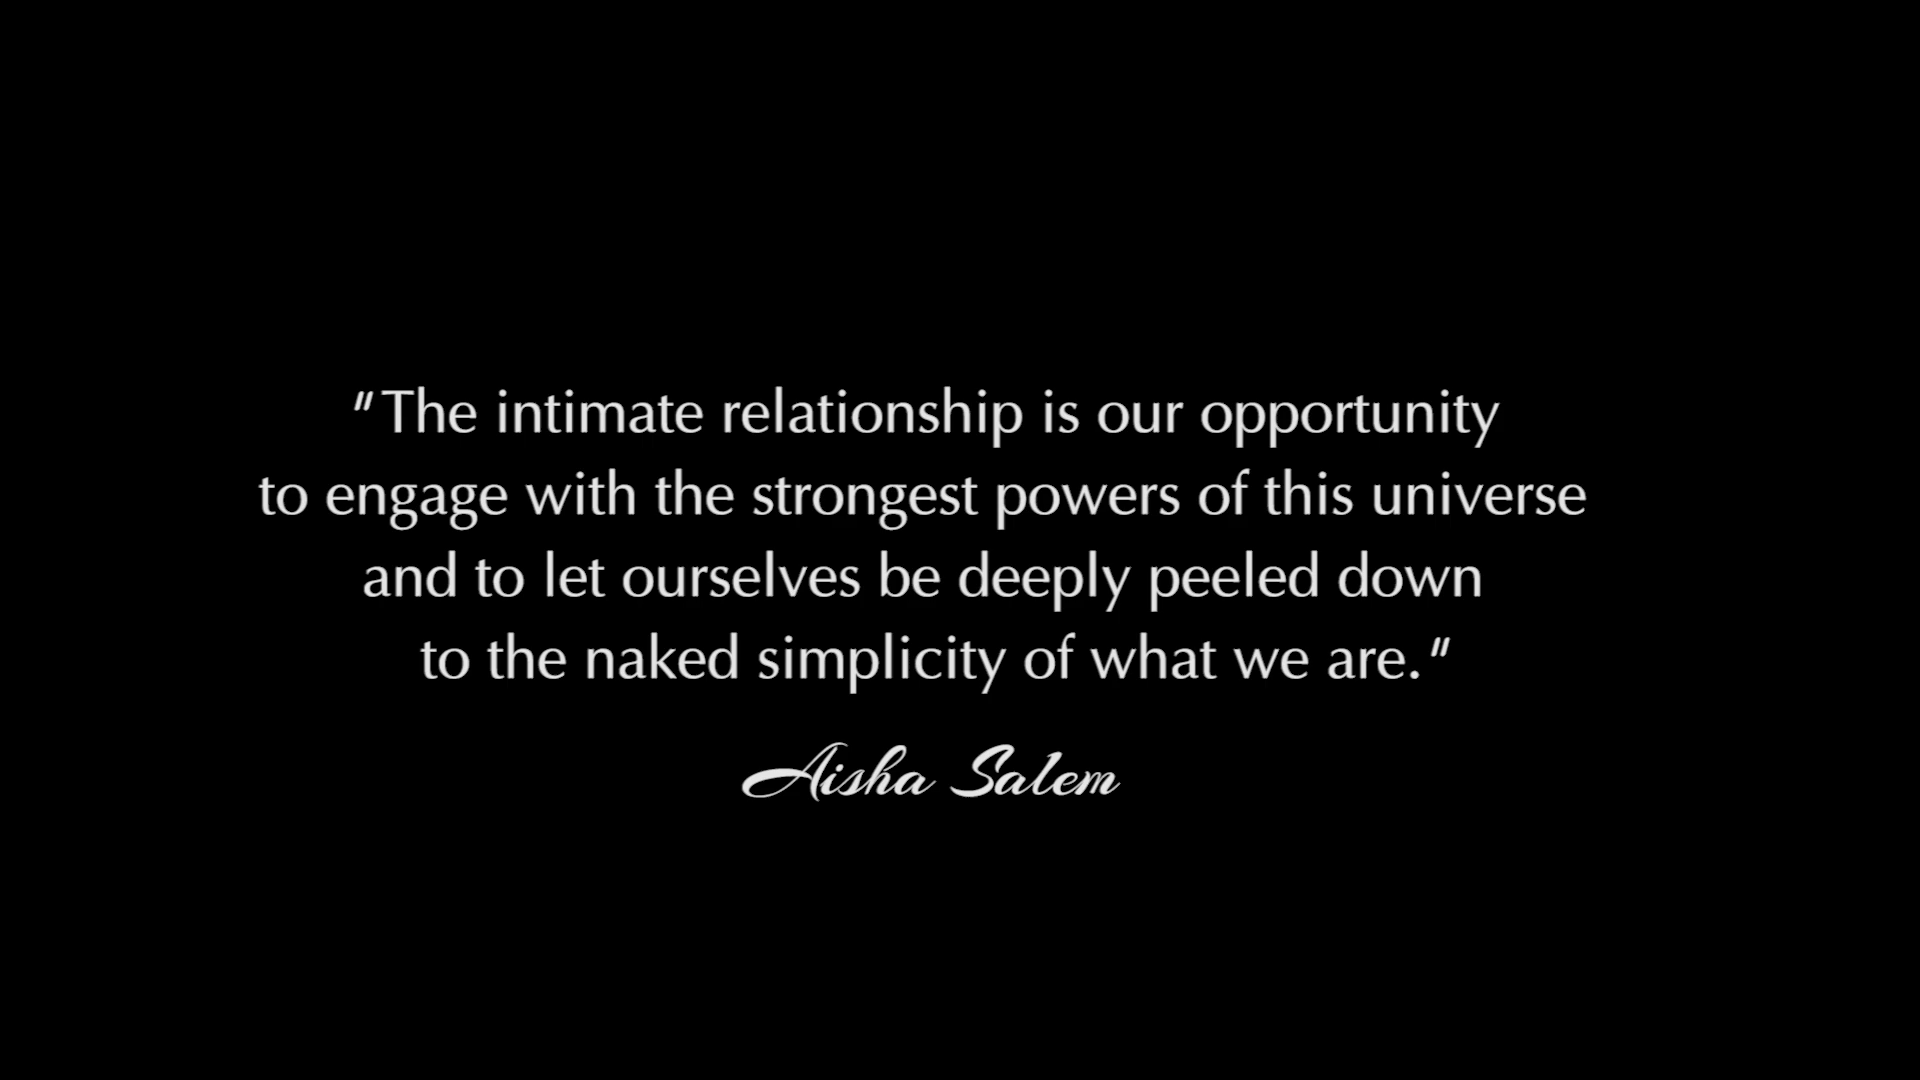 "The intimate relationship is our opportunity
to engage with the strongest powers of this universe
and to let ourselves be deeply peeled down
to the naked simplicity of what we are."
Aisha Salem